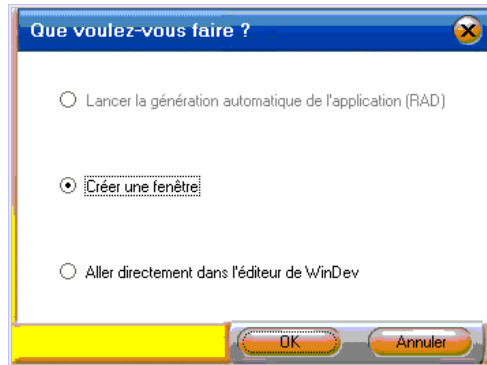 Que voulez-vous faire ?
Lancer la génération automatique de l'application (RAD)
Créer une fenêtre
Aller directement dans l'éditeur de WinDev
OK Annuler